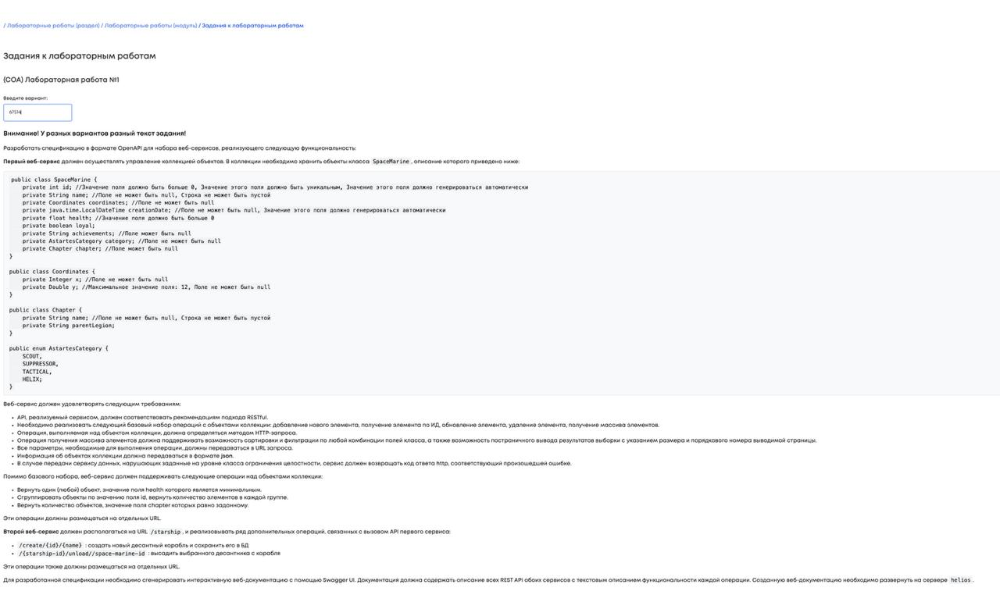 / Лабораторные работы (раздел) / Лабораторные работы (модуль) / Задания к лабораторным работам
Задания к лабораторным работам
(СОА) Лабораторная работа №1
Введите вариант:
67514
Внимание! У разных вариантов разный текст задания!
Разработать спецификацию в формате OpenAPI для набора веб-сервисов, реализующего следующую функциональность:
Первый веб-сервис должен осуществлять управление коллекцией объектов. В коллекции необходимо хранить объекты класса SpaceMarine, описание которого приведено ниже:
public class SpaceMarine {
    private int id; //Значение поля должно быть больше 0, Значение этого поля должно быть уникальным, Значение этого поля должно генерироваться автоматически
    private String name; //Поле не может быть null, Строка не может быть пустой
    private Coordinates coordinates; //Поле не может быть null
    private java.time.LocalDateTime creationDate; //Поле не может быть null, Значение этого поля должно генерироваться автоматически
    private float health; //Значение поля должно быть больше 0
    private boolean loyal;
    private String achievements; //Поле может быть null
    private AstartesCategory category; //Поле не может быть null
    private Chapter chapter; //Поле может быть null
}
public class Coordinates {
    private Integer x; //Поле не может быть null
    private Double y; //Максимальное значение поля: 12, Поле не может быть null
}
public class Chapter {
    private String name; //Поле не может быть null, Строка не может быть пустой
    private String parentLegion;
}
public enum AstartesCategory {
    SCOUT,
    SUPPRESSOR,
    TACTICAL,
    HELIX;
}
Веб-сервис должен удовлетворять следующим требованиям:
• API, реализуемый сервисом, должен соответствовать рекомендациям подхода RESTful.
• Необходимо реализовать следующий базовый набор операций с объектами коллекции: добавление нового элемента, получение элемента по ИД, обновление элемента, удаление элемента, получение массива элементов.
• Операция, выполняемая над объектом коллекции, должна определяться методом HTTP-запроса.
• Операция получения массива элементов должна поддерживать возможность сортировки и фильтрации по любой комбинации полей класса, а также возможность постраничного вывода результатов выборки с указанием размера и порядкового номера выводимой страницы.
• Все параметры, необходимые для выполнения операции, должны передаваться в URL запроса.
• Информация об объектах коллекции должна передаваться в формате json.
• В случае передачи сервису данных, нарушающих заданные на уровне класса ограничения целостности, сервис должен возвращать код ответа http, соответствующий произошедшей ошибке.
Помимо базового набора, веб-сервис должен поддерживать следующие операции над объектами коллекции:
• Вернуть один (любой) объект, значение поля health которого является минимальным.
• Сгруппировать объекты по значению поля id, вернуть количество элементов в каждой группе.
• Вернуть количество объектов, значение поля chapter которых равно заданному.
Эти операции должны размещаться на отдельных URL.
Второй веб-сервис должен располагаться на URL /starship, и реализовывать ряд дополнительных операций, связанных с вызовом API первого сервиса:
• /create/{id}/{name} : создать новый десантный корабль и сохранить его в БД
• /{starship-id}/unload//space-marine-id : высадить выбранного десантника с корабля
Эти операции также должны размещаться на отдельных URL.
Для разработанной спецификации необходимо сгенерировать интерактивную веб-документацию с помощью Swagger UI. Документация должна содержать описание всех REST API обоих сервисов с текстовым описанием функциональности каждой операции. Созданную веб-документацию необходимо развернуть на сервере helios.